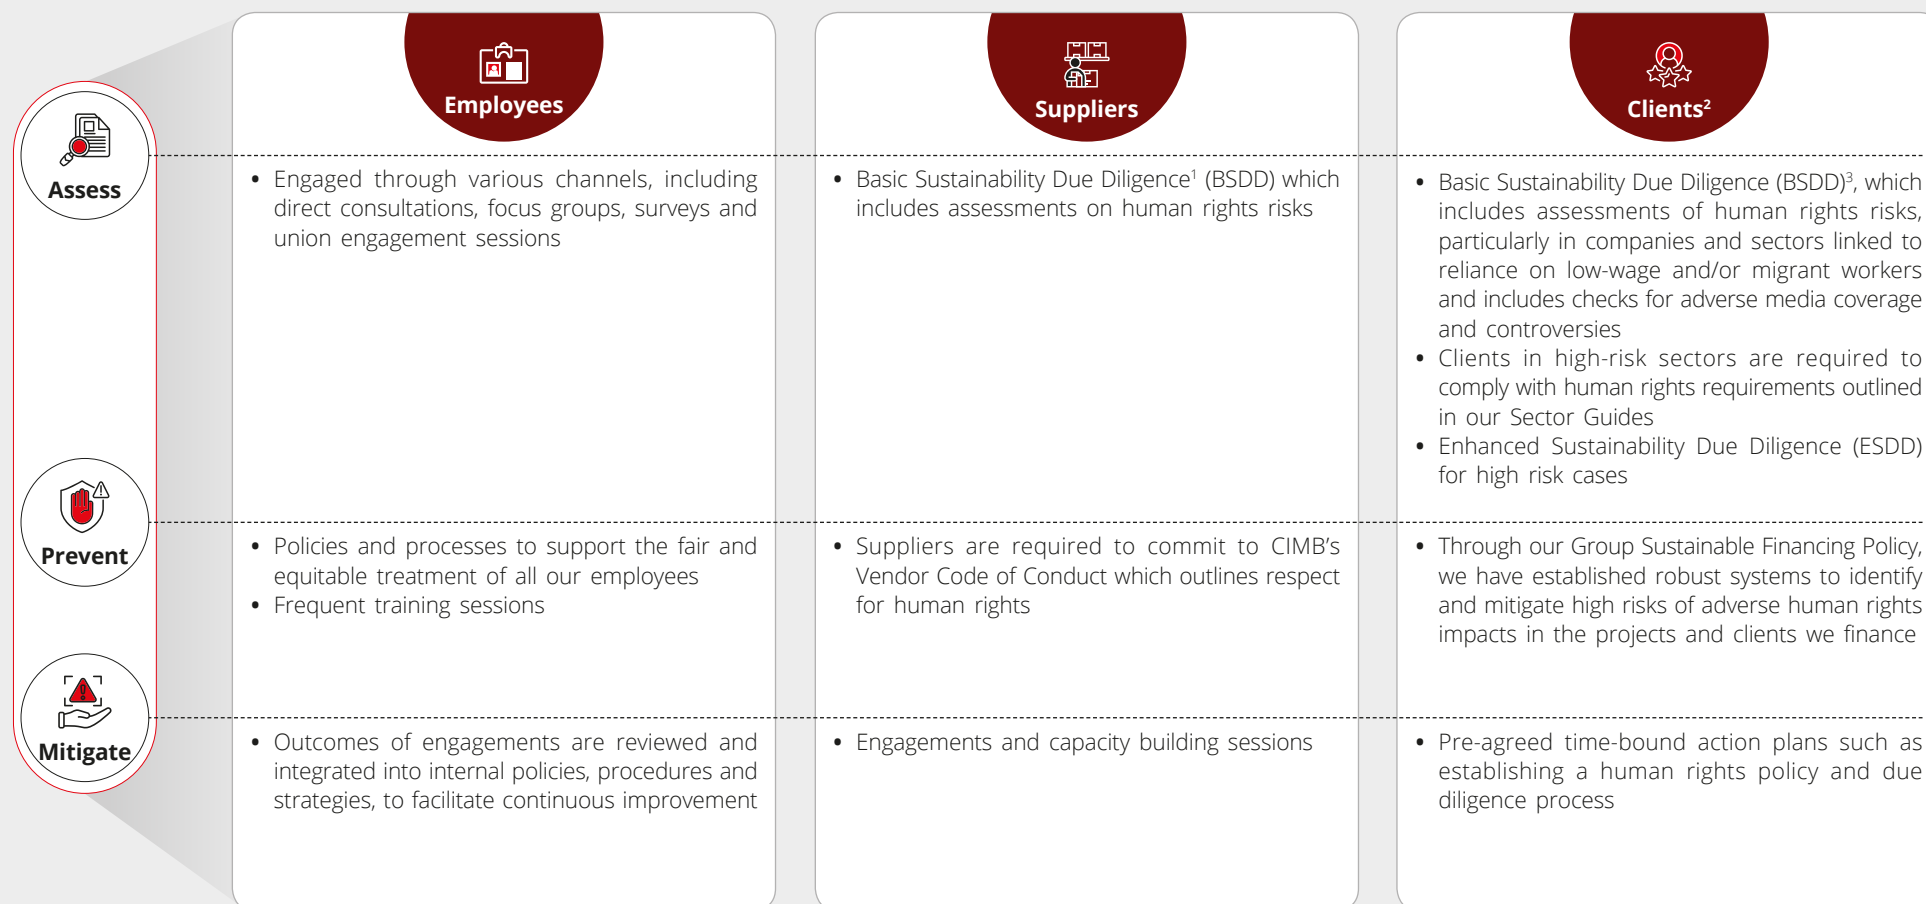 Employees
Suppliers
Clients²
Assess
• Engaged through various channels, including
direct consultations, focus groups, surveys and
union engagement sessions
• Basic Sustainability Due Diligence¹ (BSDD) which
includes assessments on human rights risks
• Basic Sustainability Due Diligence (BSDD)³, which
includes assessments of human rights risks,
particularly in companies and sectors linked to
reliance on low-wage and/or migrant workers
and includes checks for adverse media coverage
and controversies
• Clients in high-risk sectors are required to
comply with human rights requirements outlined
in our Sector Guides
• Enhanced Sustainability Due Diligence (ESDD)
for high risk cases
Prevent
• Policies and processes to support the fair and
equitable treatment of all our employees
• Frequent training sessions
• Suppliers are required to commit to CIMB’s
Vendor Code of Conduct which outlines respect
for human rights
• Through our Group Sustainable Financing Policy,
we have established robust systems to identify
and mitigate high risks of adverse human rights
impacts in the projects and clients we finance
Mitigate
• Outcomes of engagements are reviewed and
integrated into internal policies, procedures and
strategies, to facilitate continuous improvement
• Engagements and capacity building sessions
• Pre-agreed time-bound action plans such as
establishing a human rights policy and due
diligence process